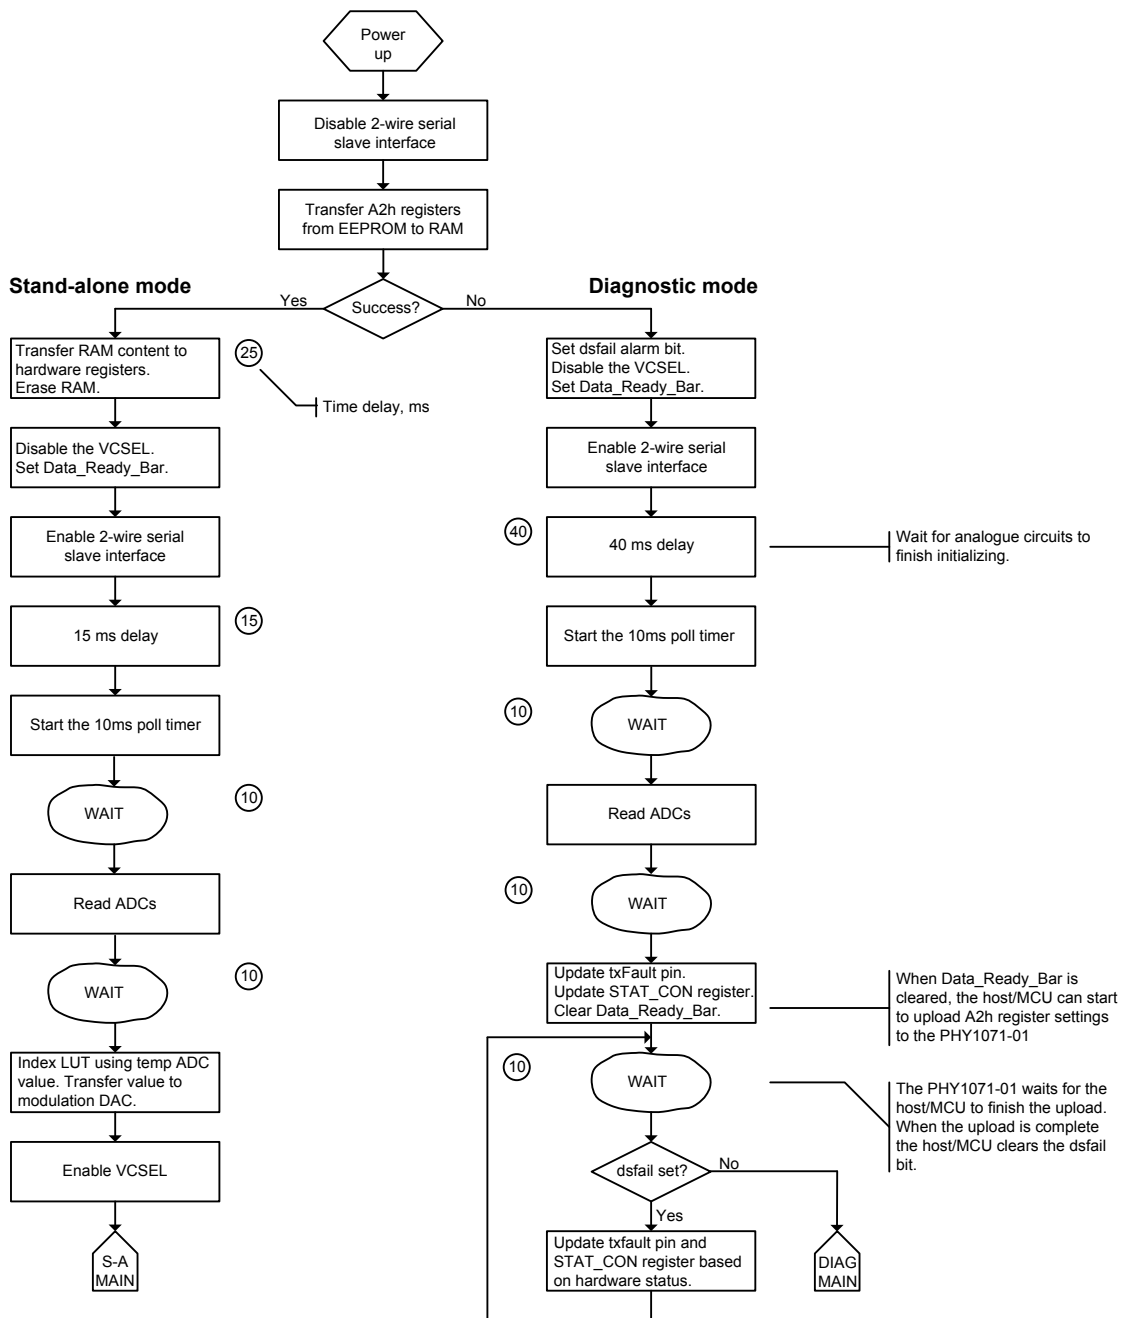 Power
up
Disable 2-wire serial
slave interface
Transfer A2h registers
from EEPROM to RAM
Stand-alone mode
Diagnostic mode
Yes
Success?
No
Transfer RAM content to
hardware registers.
Erase RAM.
25
Time delay, ms
Disable the VCSEL.
Set Data_Ready_Bar.
Enable 2-wire serial
slave interface
15 ms delay
15
Start the 10ms poll timer
WAIT
10
Read ADCs
WAIT
10
Index LUT using temp ADC
value. Transfer value to
modulation DAC.
Enable VCSEL
S-A
MAIN
Set dsfail alarm bit.
Disable the VCSEL.
Set Data_Ready_Bar.
Enable 2-wire serial
slave interface
40
40 ms delay
Wait for analogue circuits to
finish initializing.
Start the 10ms poll timer
10
WAIT
Read ADCs
10
WAIT
Update txFault pin.
Update STAT_CON register.
Clear Data_Ready_Bar.
When Data_Ready_Bar is
cleared, the host/MCU can start
to upload A2h register settings
to the PHY1071-01
10
WAIT
The PHY1071-01 waits for the
host/MCU to finish the upload.
When the upload is complete
the host/MCU clears the dsfail
bit.
dsfail set?
No
Yes
Update txfault pin and
STAT_CON register based
on hardware status.
DIAG
MAIN